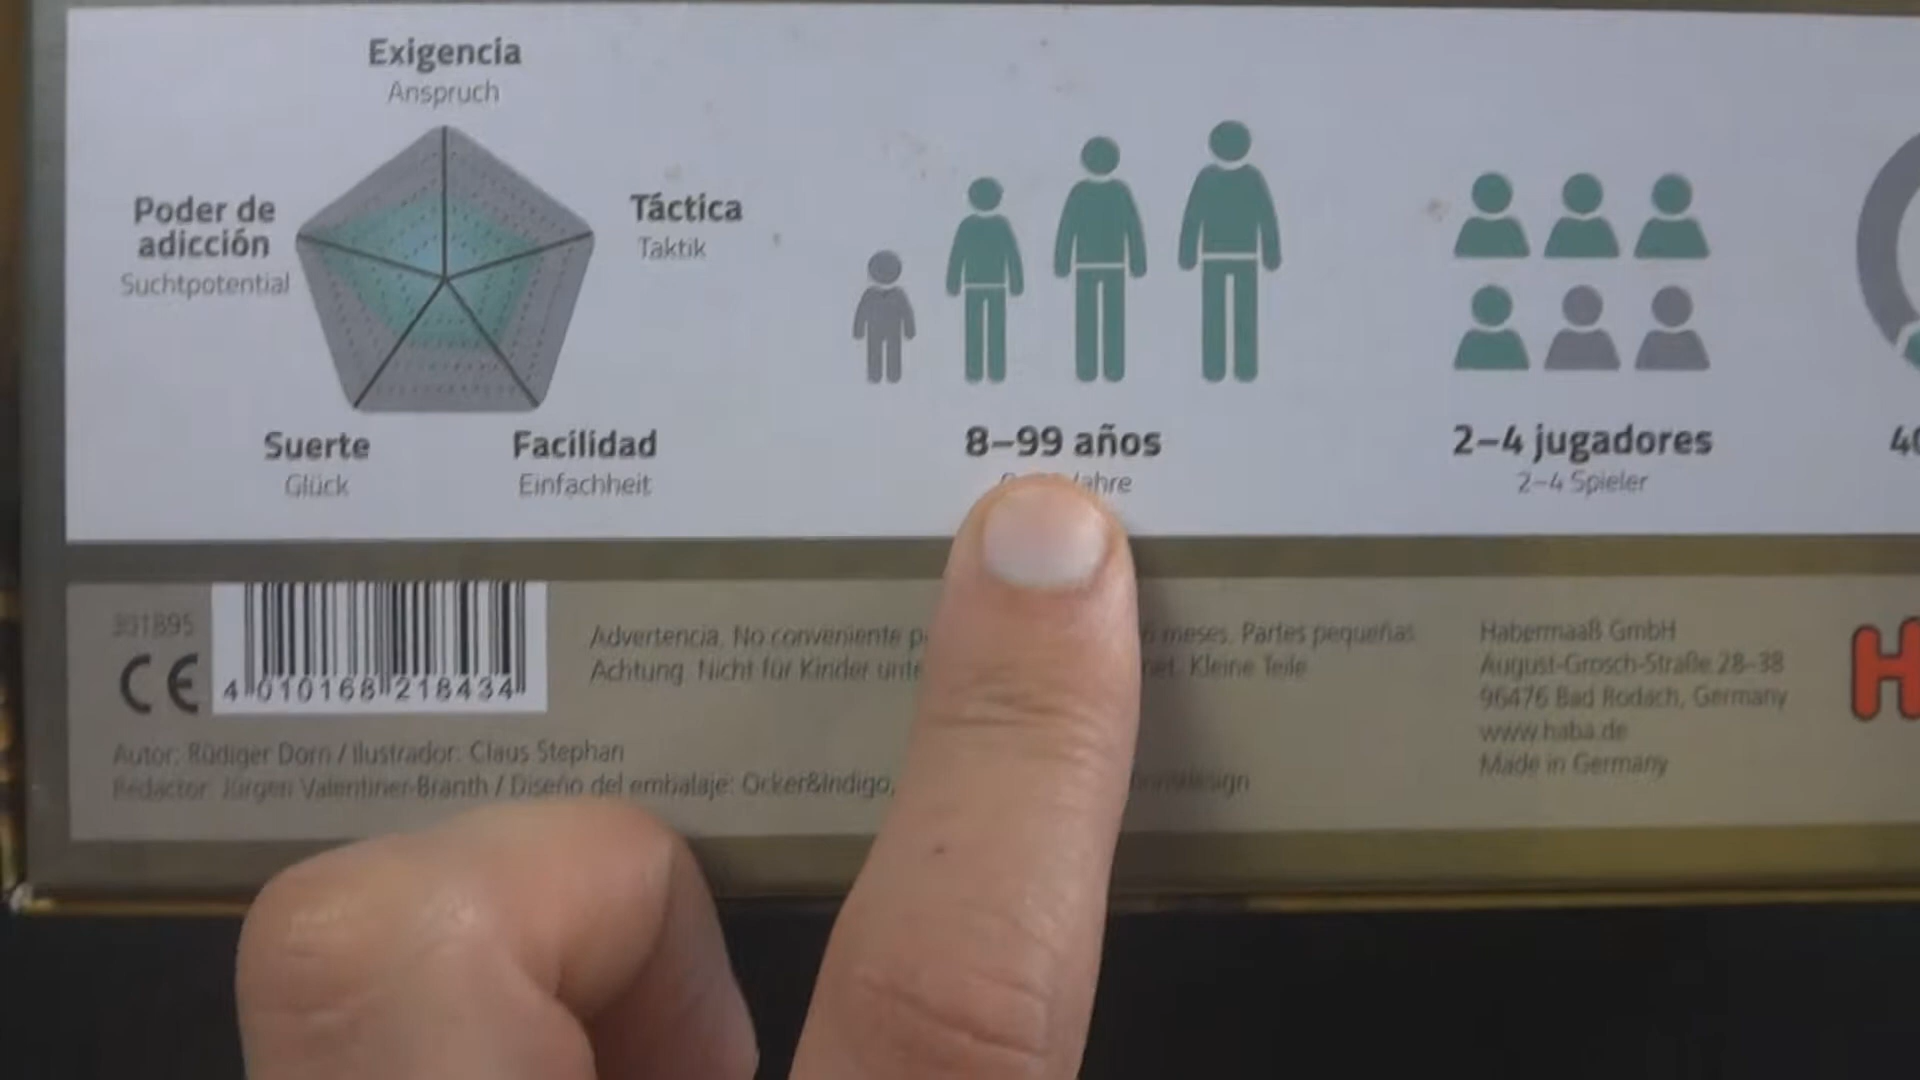 Exigencia
Anspruch
Poder de
adicción
Suchtpotential
Táctica
Taktik
Suerte
Glück
Facilidad
Einfachheit
8–99 años
Jahre
2–4 jugadores
2–4 Spieler
40
301895
CE
4 010168 218434
Advertencia. No conveniente meses. Partes pequeñas
Achtung. Nicht für Kinder Kleine Teile
Autor: Rüdiger Dorn / Ilustrador: Claus Stephan
Redactor: Jürgen Valentiner-Branth / Diseño del embalaje: Ocker&Indigo,
Habermaaß GmbH
August-Grosch-Straße 28–38
96476 Bad Rodach, Germany
www.haba.de
Made in Germany
H